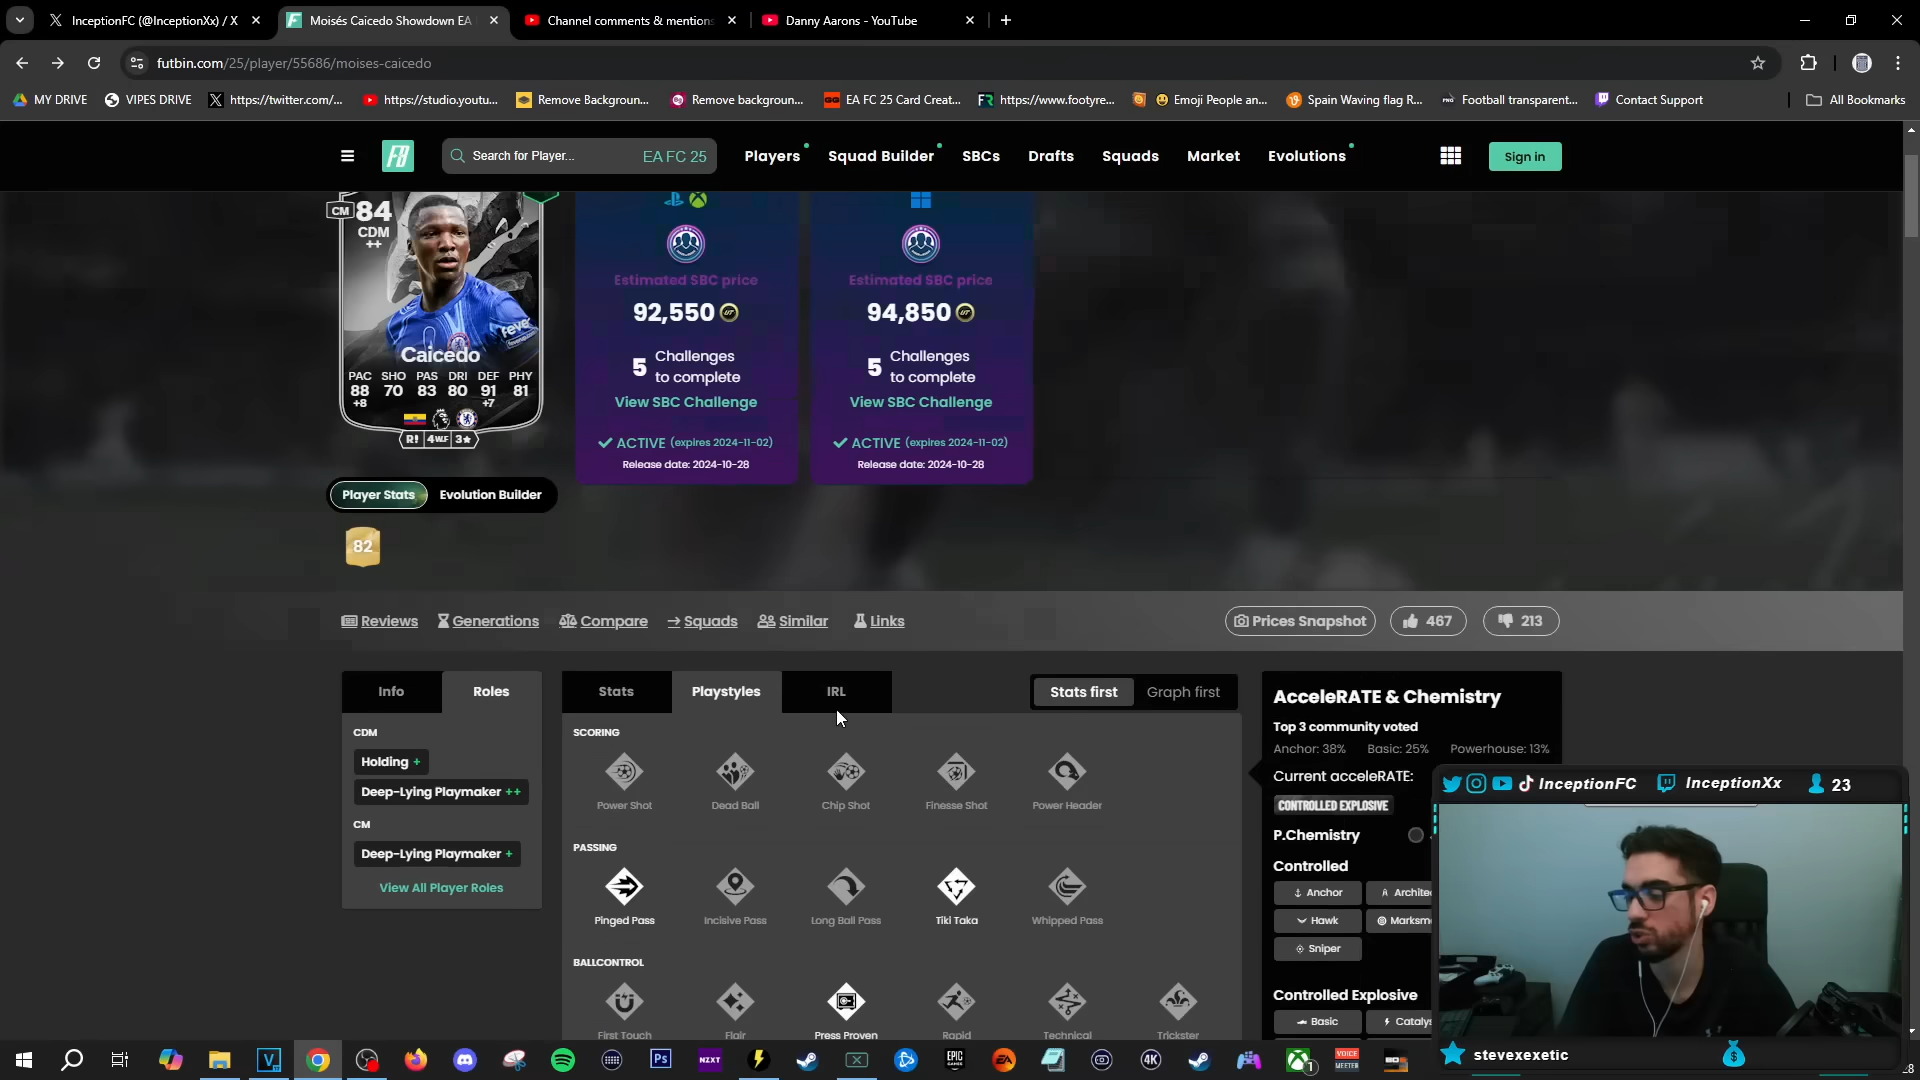 InceptionFC (@InceptionXx) / X
Moisés Caicedo Showdown EA
Channel comments & mentions
Danny Aarons - YouTube
futbin.com/25/player/55686/moises-caicedo
MY DRIVE
VIPES DRIVE
https://twitter.com/...
https://studio.youtu...
Remove Backgroun...
Remove backgroun...
EA FC 25 Card Creat...
https://www.footyre...
Emoji People an...
Spain Waving flag R...
Football transparent...
Contact Support
All Bookmarks
Search for Player...
EA FC 25
Players
Squad Builder
SBCs
Drafts
Squads
Market
Evolutions
Sign in
CM 84
CDM
++
Caicedo
PAC SHO PAS DRI DEF PHY
88 70 83 80 91 81
+8 +7
R! 4 W.F 3★
Estimated SBC price
92,550
5 Challenges
to complete
View SBC Challenge
ACTIVE (expires 2024-11-02)
Release date: 2024-10-28
Estimated SBC price
94,850
5 Challenges
to complete
View SBC Challenge
ACTIVE (expires 2024-11-02)
Release date: 2024-10-28
Player Stats
Evolution Builder
82
Reviews
Generations
Compare
Squads
Similar
Links
Prices Snapshot
467
213
Info
Roles
CDM
Holding +
Deep-Lying Playmaker ++
CM
Deep-Lying Playmaker +
View All Player Roles
Stats
Playstyles
IRL
Stats first
Graph first
SCORING
Power Shot
Dead Ball
Chip Shot
Finesse Shot
Power Header
PASSING
Pinged Pass
Incisive Pass
Long Ball Pass
Tiki Taka
Whipped Pass
BALLCONTROL
First Touch
Flair
Press Proven
Rapid
Technical
Trickster
AcceleRATE & Chemistry
Top 3 community voted
Anchor: 38% Basic: 25% Powerhouse: 13%
Current acceleRATE:
CONTROLLED EXPLOSIVE
P.Chemistry
Controlled
Anchor
Hawk
Sniper
Controlled Explosive
Basic
InceptionFC
InceptionXx
23
stevexexetic